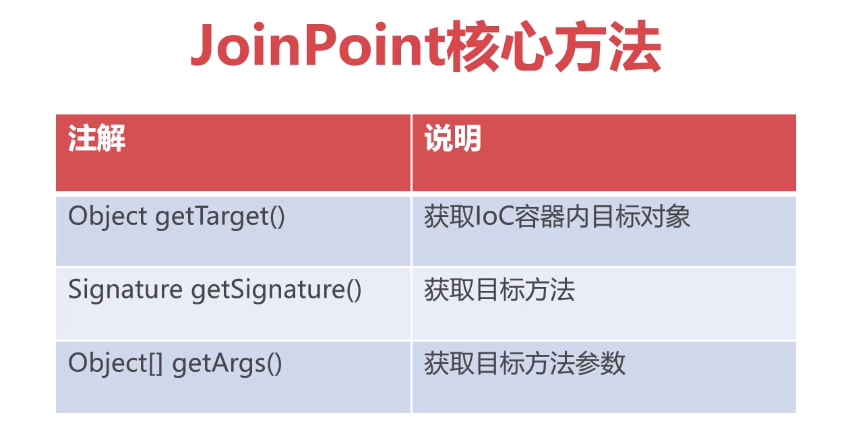 JoinPoint核心方法
注解 说明
Object getTarget() 获取IoC容器内目标对象
Signature getSignature() 获取目标方法
Object[] getArgs() 获取目标方法参数